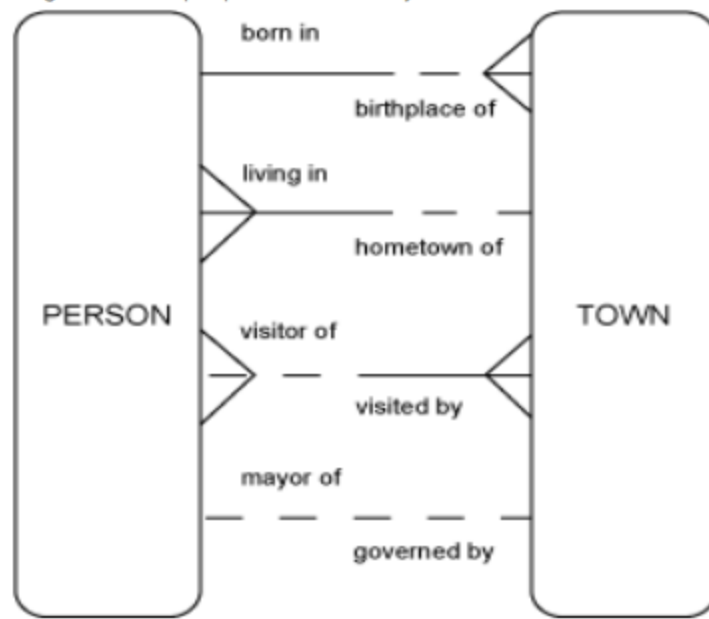 born in
birthplace of
living in
hometown of
PERSON
TOWN
visitor of
visited by
mayor of
governed by